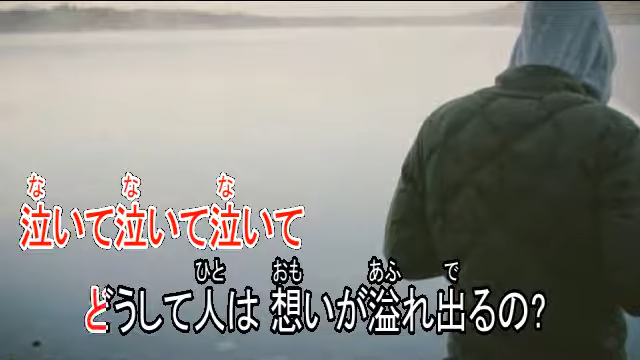 な な な
泣いて泣いて泣いて
ひと おも あふ で
どうして人は 想いが溢れ出るの?